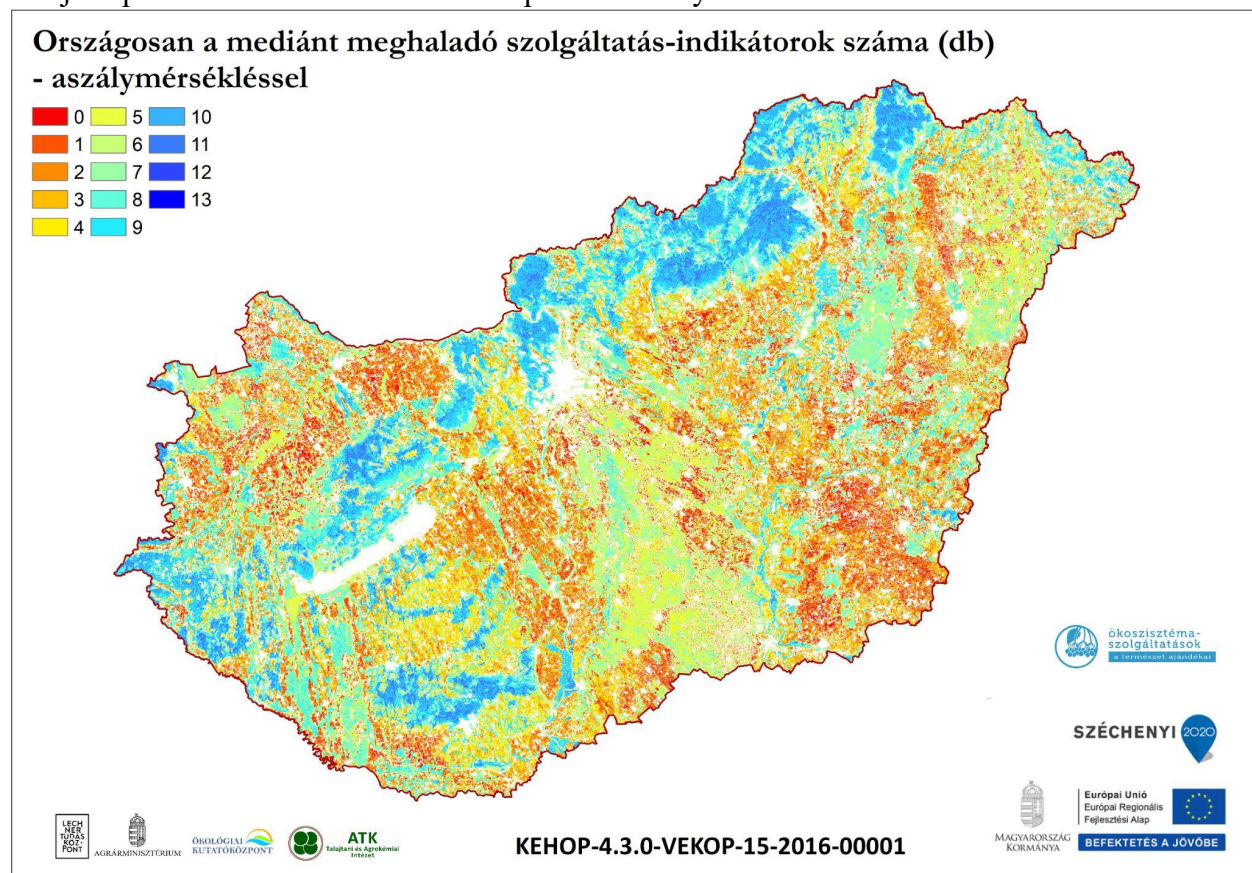 Országosan a mediánt meghaladó szolgáltatás-indikátorok száma (db)
- aszálymérsékléssel
0 5 10
1 6 11
2 7 12
3 8 13
4 9
ökoszisztéma-
szolgáltatások
a természet ajándékai
SZÉCHENYI 2020
LECH
NER
TUDÁS
KÖZ
PONT
AGRÁRMINISZTÉRIUM
ÖKOLÓGIAI
KUTATÓKÖZPONT
ATK
Talajtani és Agrokémiai
Intézet
KEHOP-4.3.0-VEKOP-15-2016-00001
MAGYARORSZÁG
KORMÁNYA
Európai Unió
Európai Regionális
Fejlesztési Alap
BEFEKTETÉS A JÖVŐBE